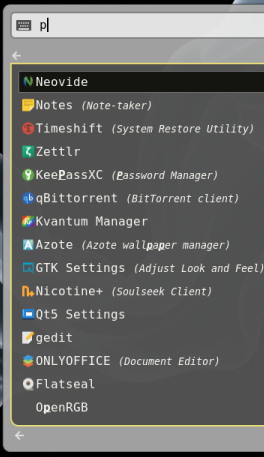 p
Neovide
Notes (Note-taker)
Timeshift (System Restore Utility)
Zettlr
KeePassXC (Password Manager)
qBittorrent (BitTorrent client)
Kvantum Manager
Azote (Azote wallpaper manager)
GTK Settings (Adjust Look and Feel)
Nicotine+ (Soulseek Client)
Qt5 Settings
gedit
ONLYOFFICE (Document Editor)
Flatseal
OpenRGB